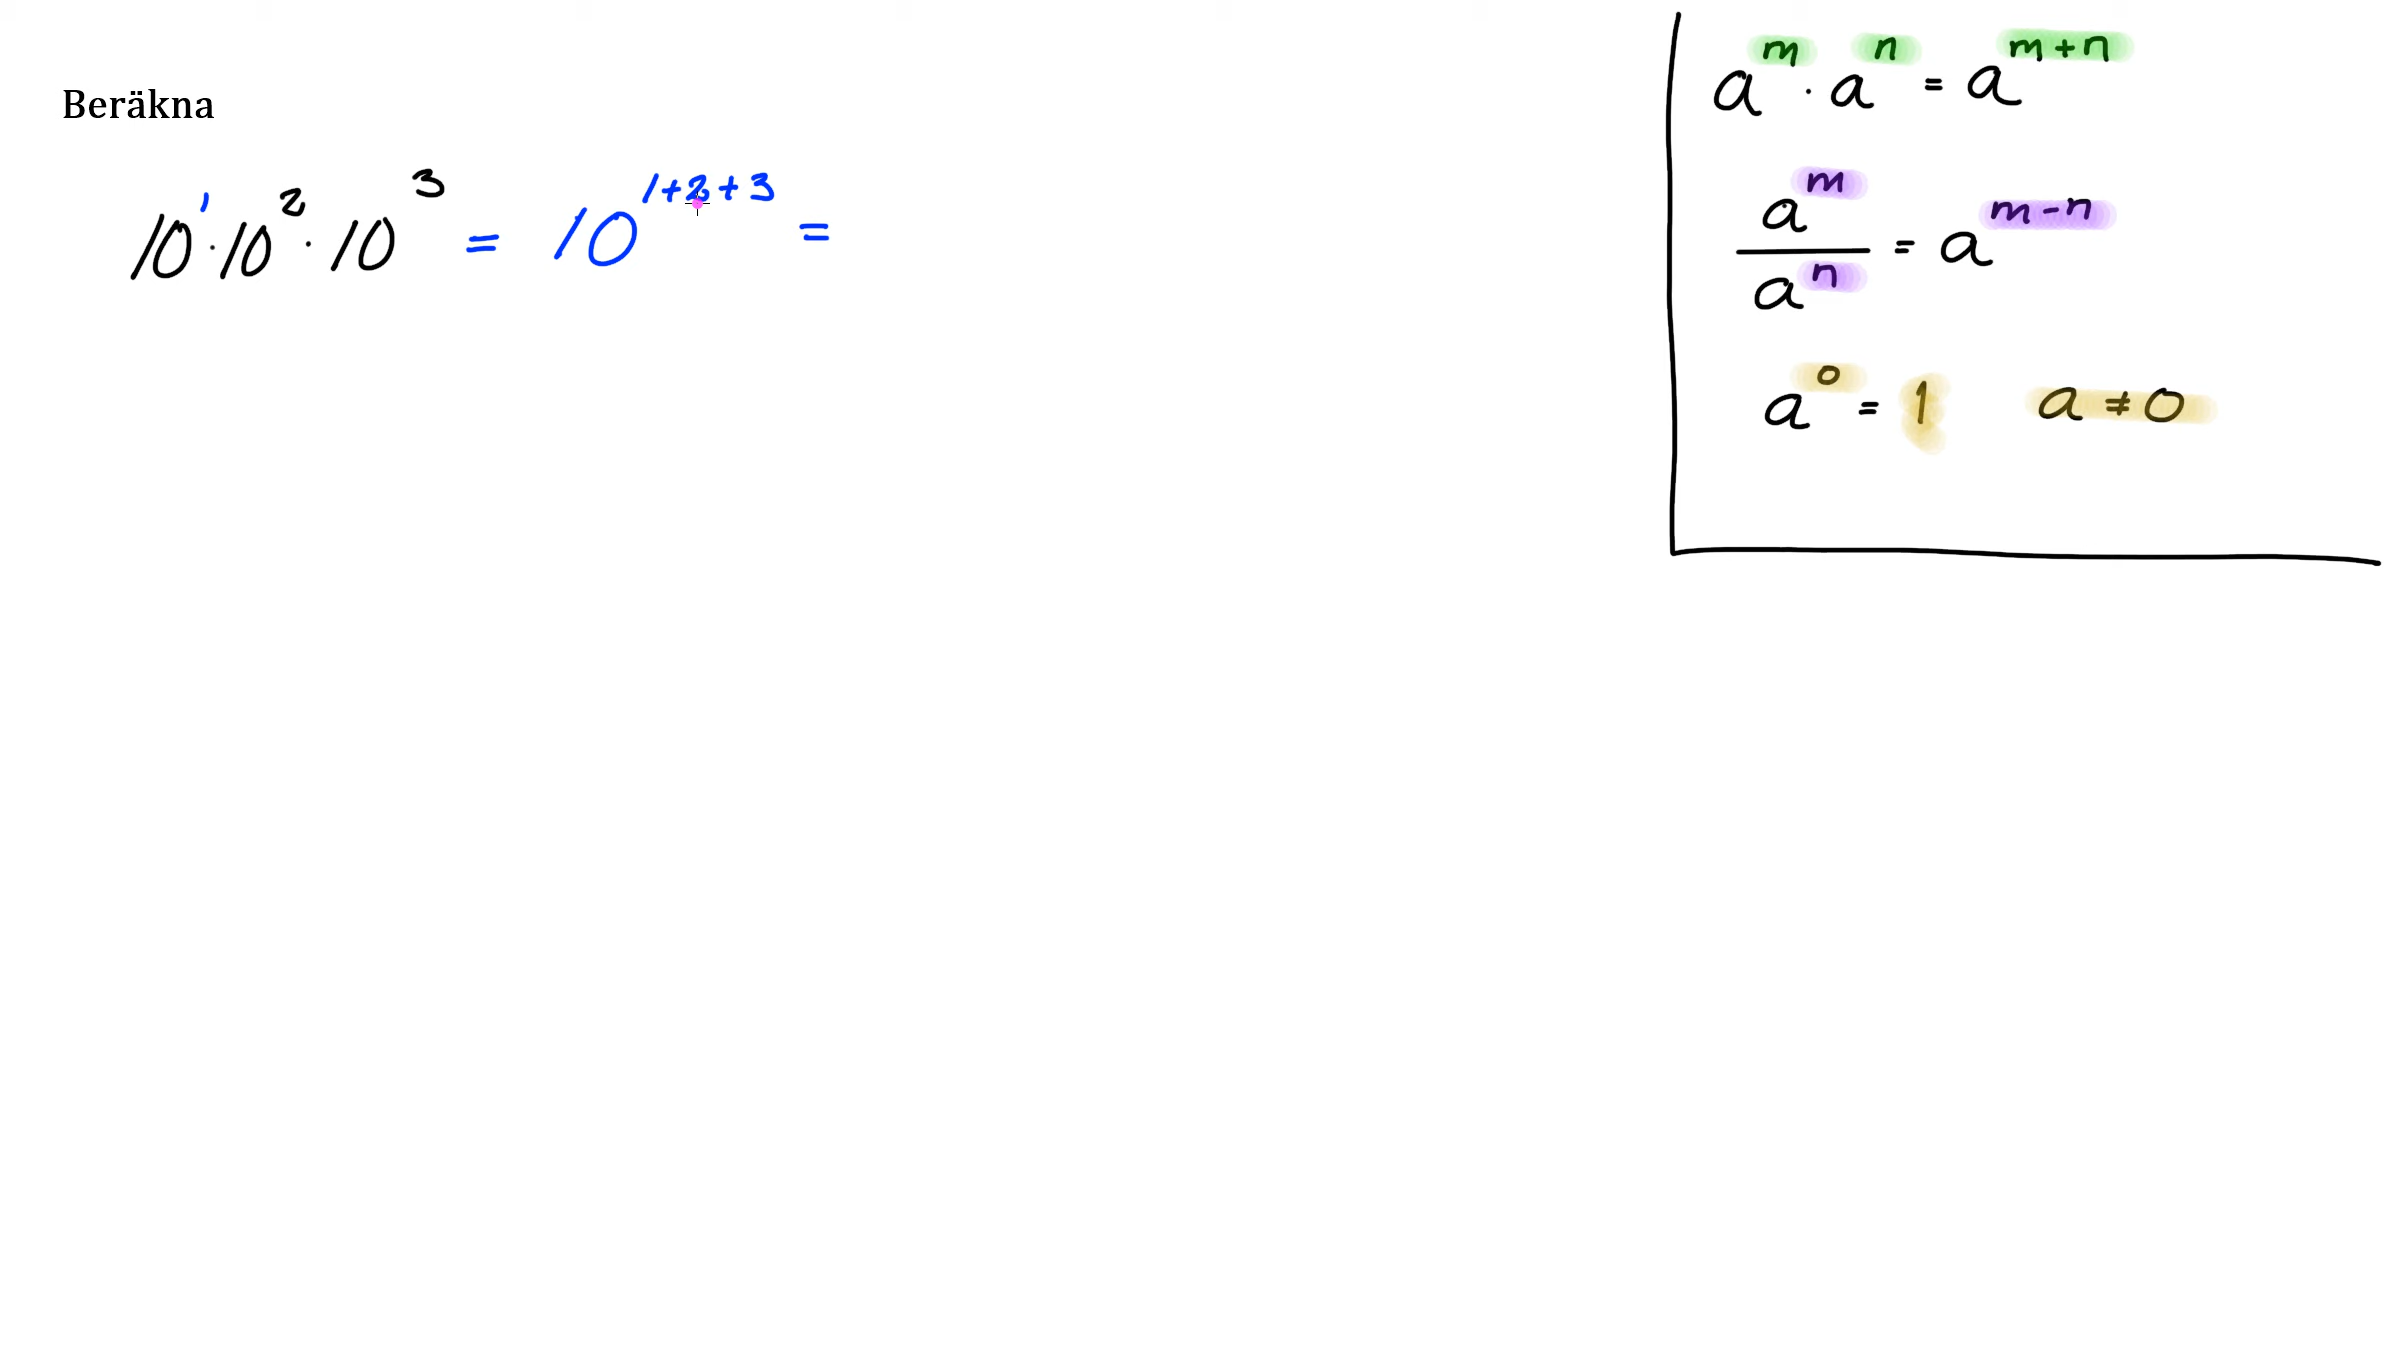 Beräkna
10¹·10²·10³ = 10¹⁺²⁺³ =
aᵐ · aⁿ = aᵐ⁺ⁿ
aᵐ/aⁿ = aᵐ⁻ⁿ
a⁰ = 1 a ≠ 0